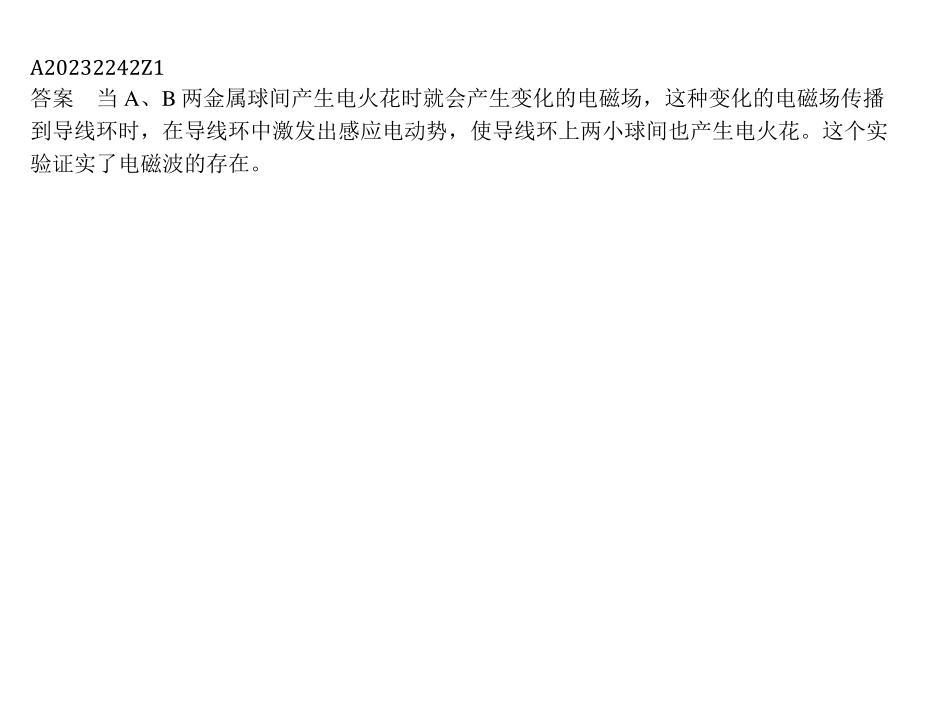 A20232242Z1
答案　当 A、B 两金属球间产生电火花时就会产生变化的电磁场，这种变化的电磁场传播
到导线环时，在导线环中激发出感应电动势，使导线环上两小球间也产生电火花。这个实
验证实了电磁波的存在。